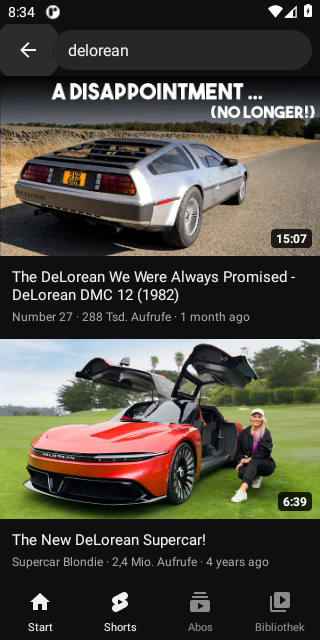 8:34
delorean
A DISAPPOINTMENT ...
(NO LONGER!)
15:07
The DeLorean We Were Always Promised -
DeLorean DMC 12 (1982)
Number 27 · 288 Tsd. Aufrufe · 1 month ago
6:39
The New DeLorean Supercar!
Supercar Blondie · 2,4 Mio. Aufrufe · 4 years ago
Start
Shorts
Abos
Bibliothek